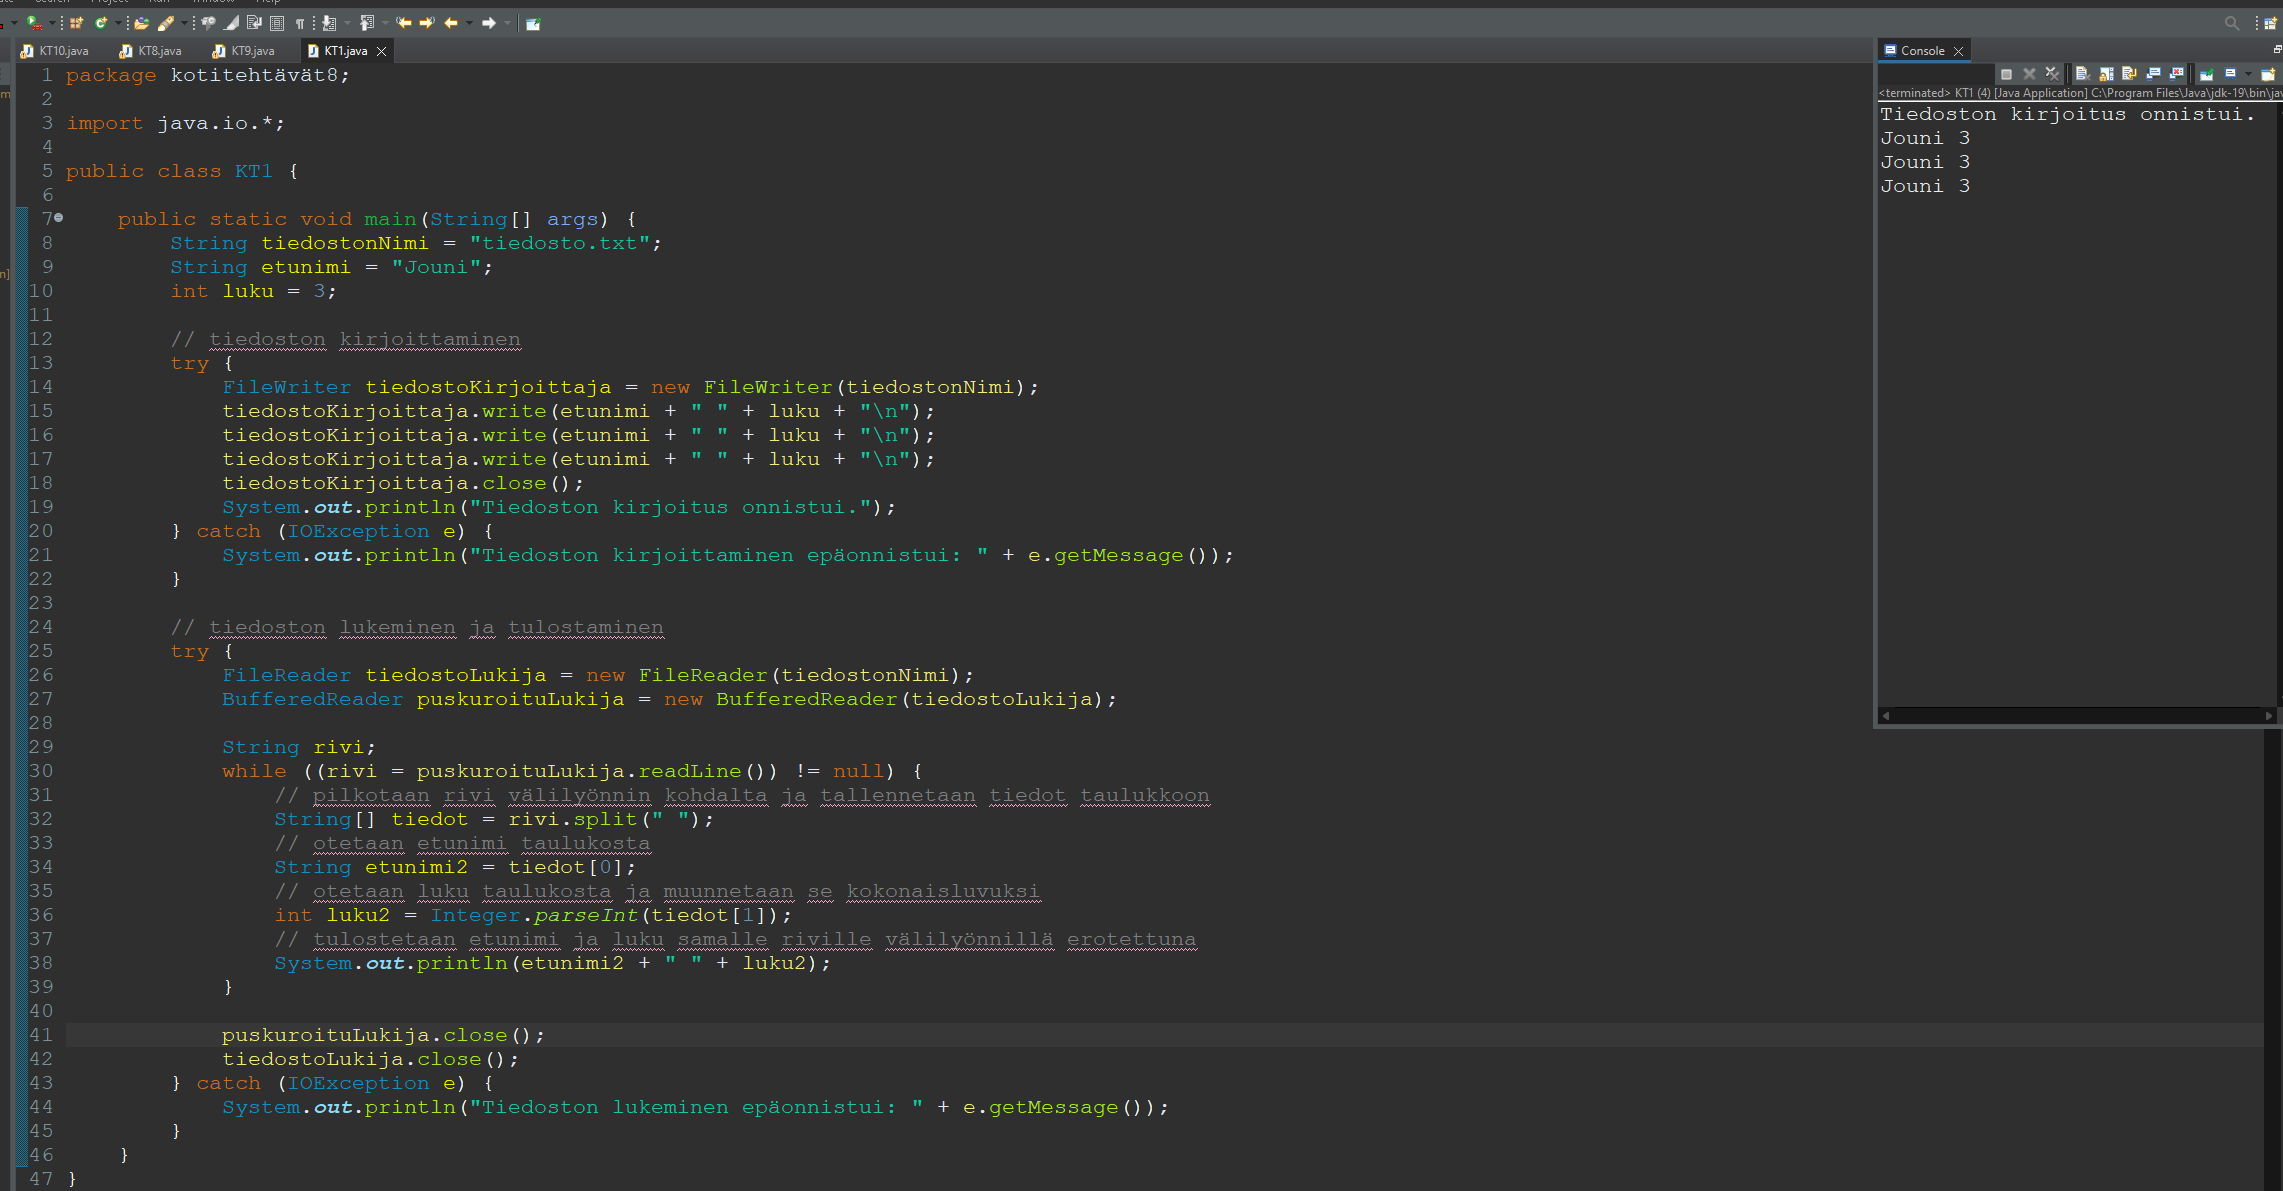 KT10.java KT8.java KT9.java KT1.java
1 package kotitehtävät8;
2
3 import java.io.*;
4
5 public class KT1 {
6
7 public static void main(String[] args) {
8 String tiedostonNimi = "tiedosto.txt";
9 String etunimi = "Jouni";
10 int luku = 3;
11
12 // tiedoston kirjoittaminen
13 try {
14 FileWriter tiedostoKirjoittaja = new FileWriter(tiedostonNimi);
15 tiedostoKirjoittaja.write(etunimi + " " + luku + "\n");
16 tiedostoKirjoittaja.write(etunimi + " " + luku + "\n");
17 tiedostoKirjoittaja.write(etunimi + " " + luku + "\n");
18 tiedostoKirjoittaja.close();
19 System.out.println("Tiedoston kirjoitus onnistui.");
20 } catch (IOException e) {
21 System.out.println("Tiedoston kirjoittaminen epäonnistui: " + e.getMessage());
22 }
23
24 // tiedoston lukeminen ja tulostaminen
25 try {
26 FileReader tiedostoLukija = new FileReader(tiedostonNimi);
27 BufferedReader puskuroituLukija = new BufferedReader(tiedostoLukija);
28
29 String rivi;
30 while ((rivi = puskuroituLukija.readLine()) != null) {
31 // pilkotaan rivi välilyönnin kohdalta ja tallennetaan tiedot taulukkoon
32 String[] tiedot = rivi.split(" ");
33 // otetaan etunimi taulukosta
34 String etunimi2 = tiedot[0];
35 // otetaan luku taulukosta ja muunnetaan se kokonaisluvuksi
36 int luku2 = Integer.parseInt(tiedot[1]);
37 // tulostetaan etunimi ja luku samalle riville välilyönnillä erotettuna
38 System.out.println(etunimi2 + " " + luku2);
39 }
40
41 puskuroituLukija.close();
42 tiedostoLukija.close();
43 } catch (IOException e) {
44 System.out.println("Tiedoston lukeminen epäonnistui: " + e.getMessage());
45 }
46 }
47 }
Console
<terminated> KT1 (4) [Java Application] C:\Program Files\Java\jdk-19\bin\jav
Tiedoston kirjoitus onnistui.
Jouni 3
Jouni 3
Jouni 3